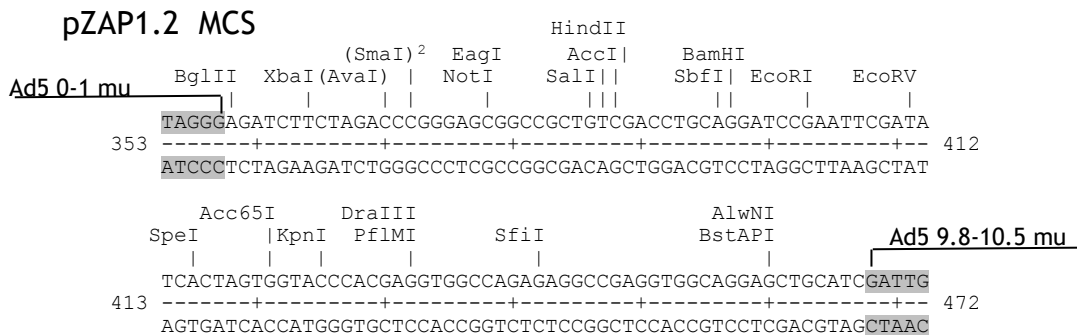 pZAP1.2 MCS
HindII
(SmaI)² EagI AccI| BamHI
BglII XbaI(AvaI)| NotI SalI|| SbfI| EcoRI EcoRV
Ad5 0-1 mu
| | | | | ||| || | |
TAGGGAGATCTTCTAGACCCGGGAGCGGCCGCTGTCGACCTGCAGGATCCGAATTCGATA
353 -------+---------+---------+---------+---------+---------+-- 412
ATCCCTCTAGAAGATCTGGGCCCTCGCCGGCGACAGCTGGACGTCCTAGGCTTAAGCTAT
Acc65I DraIII AlwNI
SpeI |KpnI PflMI SfiI BstAPI Ad5 9.8-10.5 mu
| | | | | |
TCACTAGTGGTACCCACGAGGTGGCCAGAGAGGCCGAGGTGGCAGGAGCTGCATCGATTG
413 -------+---------+---------+---------+---------+---------+-- 472
AGTGATCACCATGGGTGCTCCACCGGTCTCTCCGGCTCCACCGTCCTCGACGTAGCTAAC